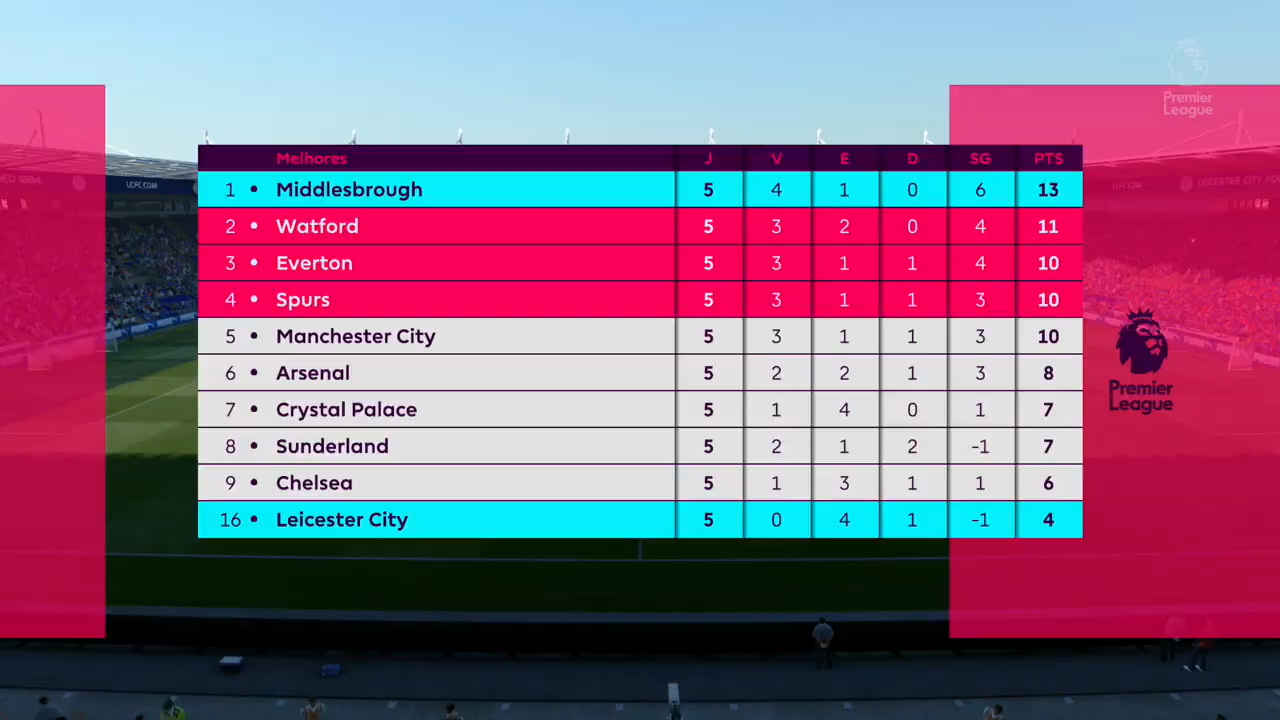 Premier
League
LCFC.COM
Melhores J V E D SG PTS
1 • Middlesbrough 5 4 1 0 6 13
2 • Watford 5 3 2 0 4 11
3 • Everton 5 3 1 1 4 10
4 • Spurs 5 3 1 1 3 10
5 • Manchester City 5 3 1 1 3 10
6 • Arsenal 5 2 2 1 3 8
7 • Crystal Palace 5 1 4 0 1 7
8 • Sunderland 5 2 1 2 -1 7
9 • Chelsea 5 1 3 1 1 6
16 • Leicester City 5 0 4 1 -1 4
Premier
League